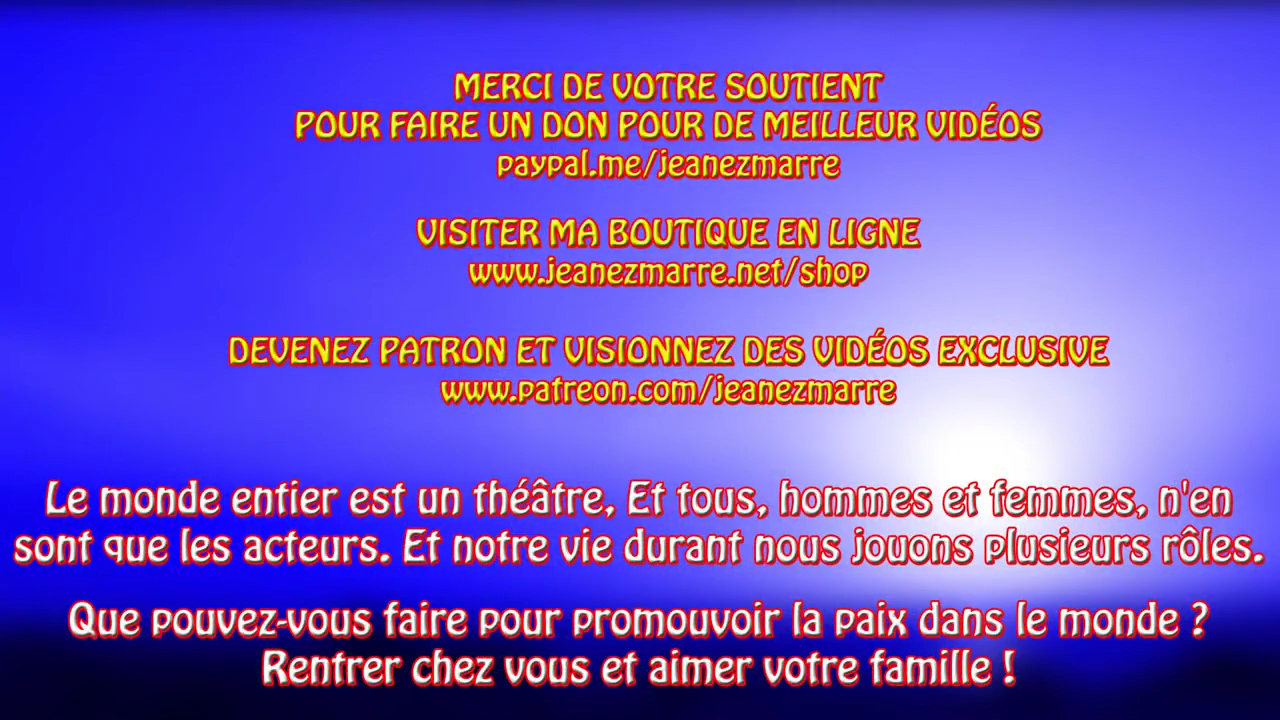 MERCI DE VOTRE SOUTIENT
POUR FAIRE UN DON POUR DE MEILLEUR VIDÉOS
paypal.me/jeanezmarre
VISITER MA BOUTIQUE EN LIGNE
www.jeanezmarre.net/shop
DEVENEZ PATRON ET VISIONNEZ DES VIDÉOS EXCLUSIVE
www.patreon.com/jeanezmarre
Le monde entier est un théâtre, Et tous, hommes et femmes, n'en
sont que les acteurs. Et notre vie durant nous jouons plusieurs rôles.
Que pouvez-vous faire pour promouvoir la paix dans le monde ?
Rentrer chez vous et aimer votre famille !